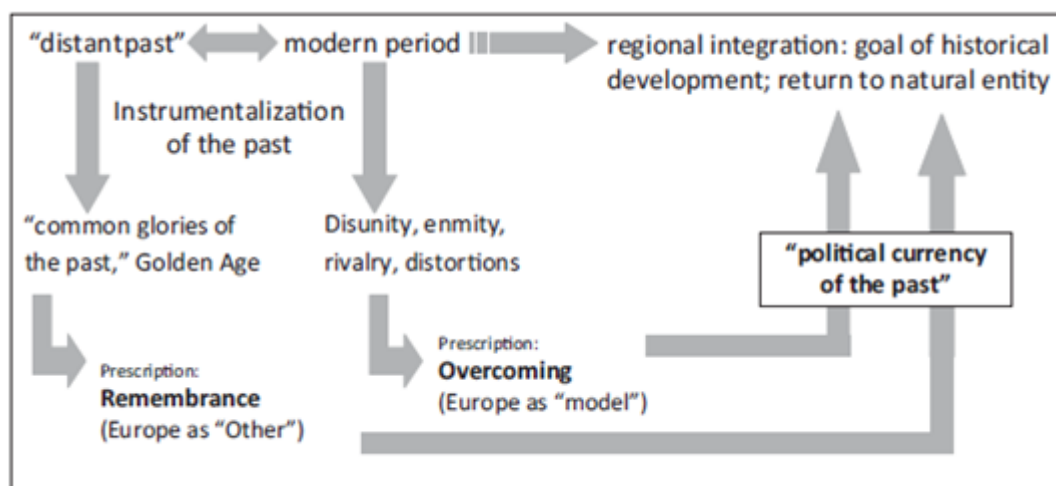 “distantpast”
modern period
regional integration: goal of historical
development; return to natural entity
Instrumentalization
of the past
“common glories of
the past,” Golden Age
Disunity, enmity,
rivalry, distortions
“political currency
of the past”
Prescription:
Remembrance
(Europe as “Other”)
Prescription:
Overcoming
(Europe as “model”)